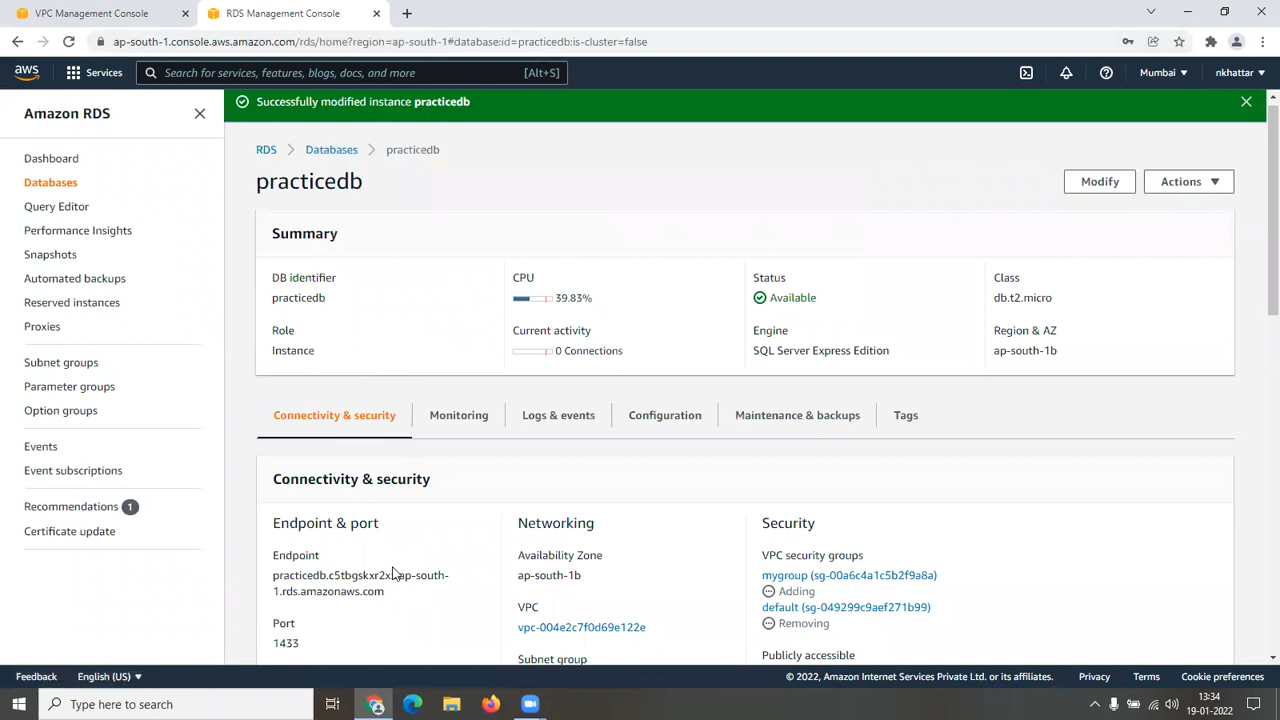 VPC Management Console
RDS Management Console
ap-south-1.console.aws.amazon.com/rds/home?region=ap-south-1#database:id=practicedb;is-cluster=false
aws
Services
Search for services, features, blogs, docs, and more
[Alt+S]
Mumbai
nkhattar
Amazon RDS
Successfully modified instance practicedb
RDS
Databases
practicedb
Dashboard
Databases
Query Editor
Performance Insights
Snapshots
Automated backups
Reserved instances
Proxies
Subnet groups
Parameter groups
Option groups
Events
Event subscriptions
Recommendations 1
Certificate update
practicedb
Modify
Actions
Summary
DB identifier
practicedb
CPU
39.83%
Status
Available
Class
db.t2.micro
Role
Instance
Current activity
0 Connections
Engine
SQL Server Express Edition
Region & AZ
ap-south-1b
Connectivity & security
Monitoring
Logs & events
Configuration
Maintenance & backups
Tags
Connectivity & security
Endpoint & port
Endpoint
1.rds.amazonaws.com
Port
1433
Networking
Availability Zone
ap-south-1b
VPC
vpc-004e2c7f0d69e122e
Subnet group
Security
VPC security groups
mygroup (sg-00a6c4a1c5b2f9a8a)
Adding
default (sg-049299c9aef271b99)
Removing
Publicly accessible
Feedback
English (US)
© 2022, Amazon Internet Services Private Ltd. or its affiliates.
Privacy
Terms
Cookie preferences
Type here to search
13:34
19-01-2022